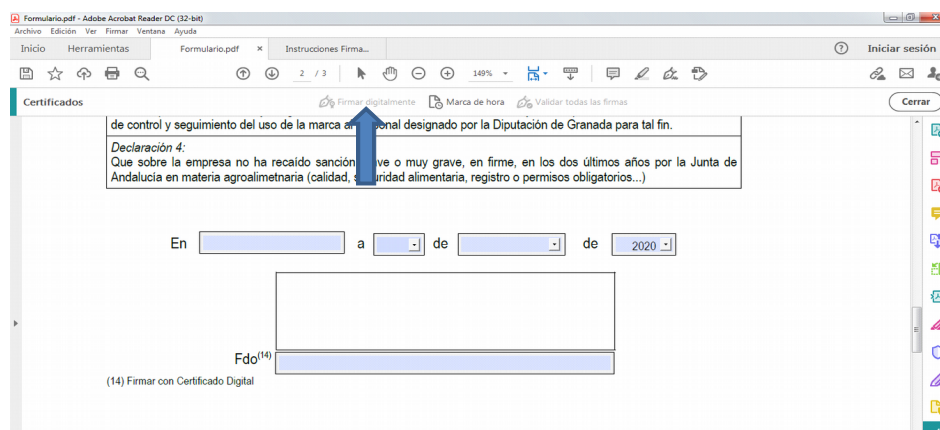 Formulario.pdf - Adobe Acrobat Reader DC (32-bit)
Archivo Edición Ver Firmar Ventana Ayuda
Inicio Herramientas Formulario.pdf × Instrucciones Firma... ? Iniciar sesión
2 / 3 149%
Certificados Firmar digitalmente Marca de hora Validar todas las firmas Cerrar
de control y seguimiento del uso de la marca designado por la Diputación de Granada para tal fin.
Declaración 4:
Que sobre la empresa no ha recaído sanción o muy grave, en firme, en los dos últimos años por la Junta de
Andalucía en materia agroalimetnaria (calidad, alimentaria, registro o permisos obligatorios...)
En a de de 2020
Fdo(14)
(14) Firmar con Certificado Digital